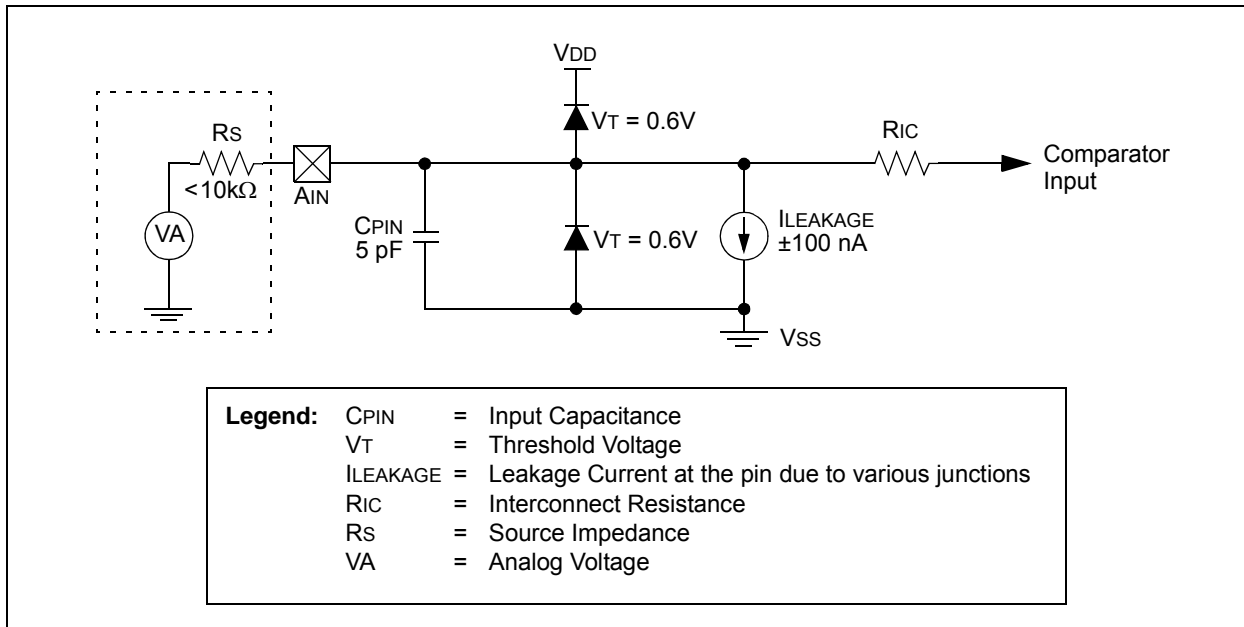 VDD
VT = 0.6V
RIC
RS
<10kΩ
AIN
Comparator
Input
VA
CPIN
5 pF
VT = 0.6V
ILEAKAGE
±100 nA
VSS
Legend: CPIN = Input Capacitance
VT = Threshold Voltage
ILEAKAGE = Leakage Current at the pin due to various junctions
RIC = Interconnect Resistance
RS = Source Impedance
VA = Analog Voltage